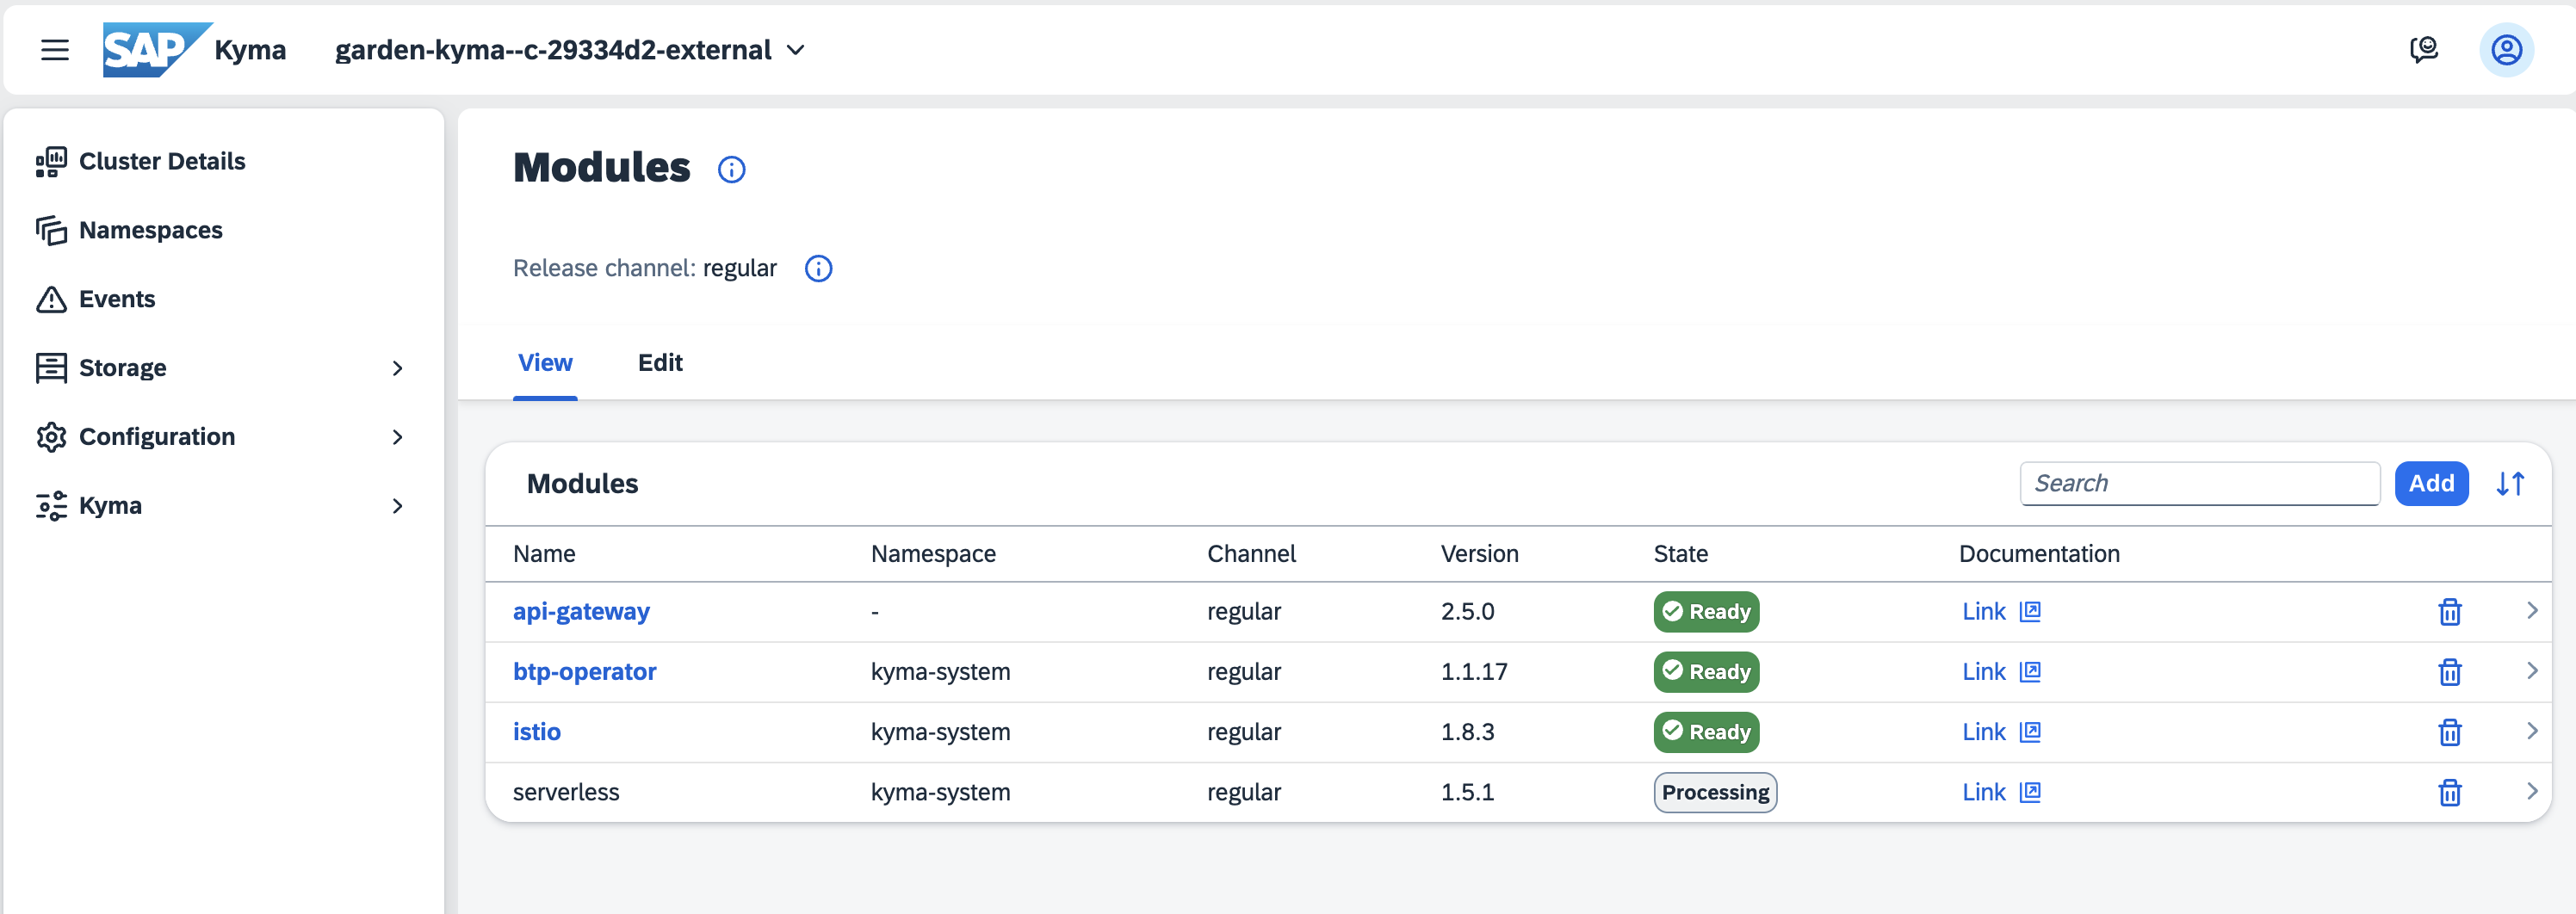 SAP Kyma garden-kyma--c-29334d2-external
Cluster Details
Namespaces
Events
Storage
Configuration
Kyma
Modules
Release channel: regular
View Edit
Modules Search Add
Name Namespace Channel Version State Documentation
api-gateway - regular 2.5.0 Ready Link
btp-operator kyma-system regular 1.1.17 Ready Link
istio kyma-system regular 1.8.3 Ready Link
serverless kyma-system regular 1.5.1 Processing Link